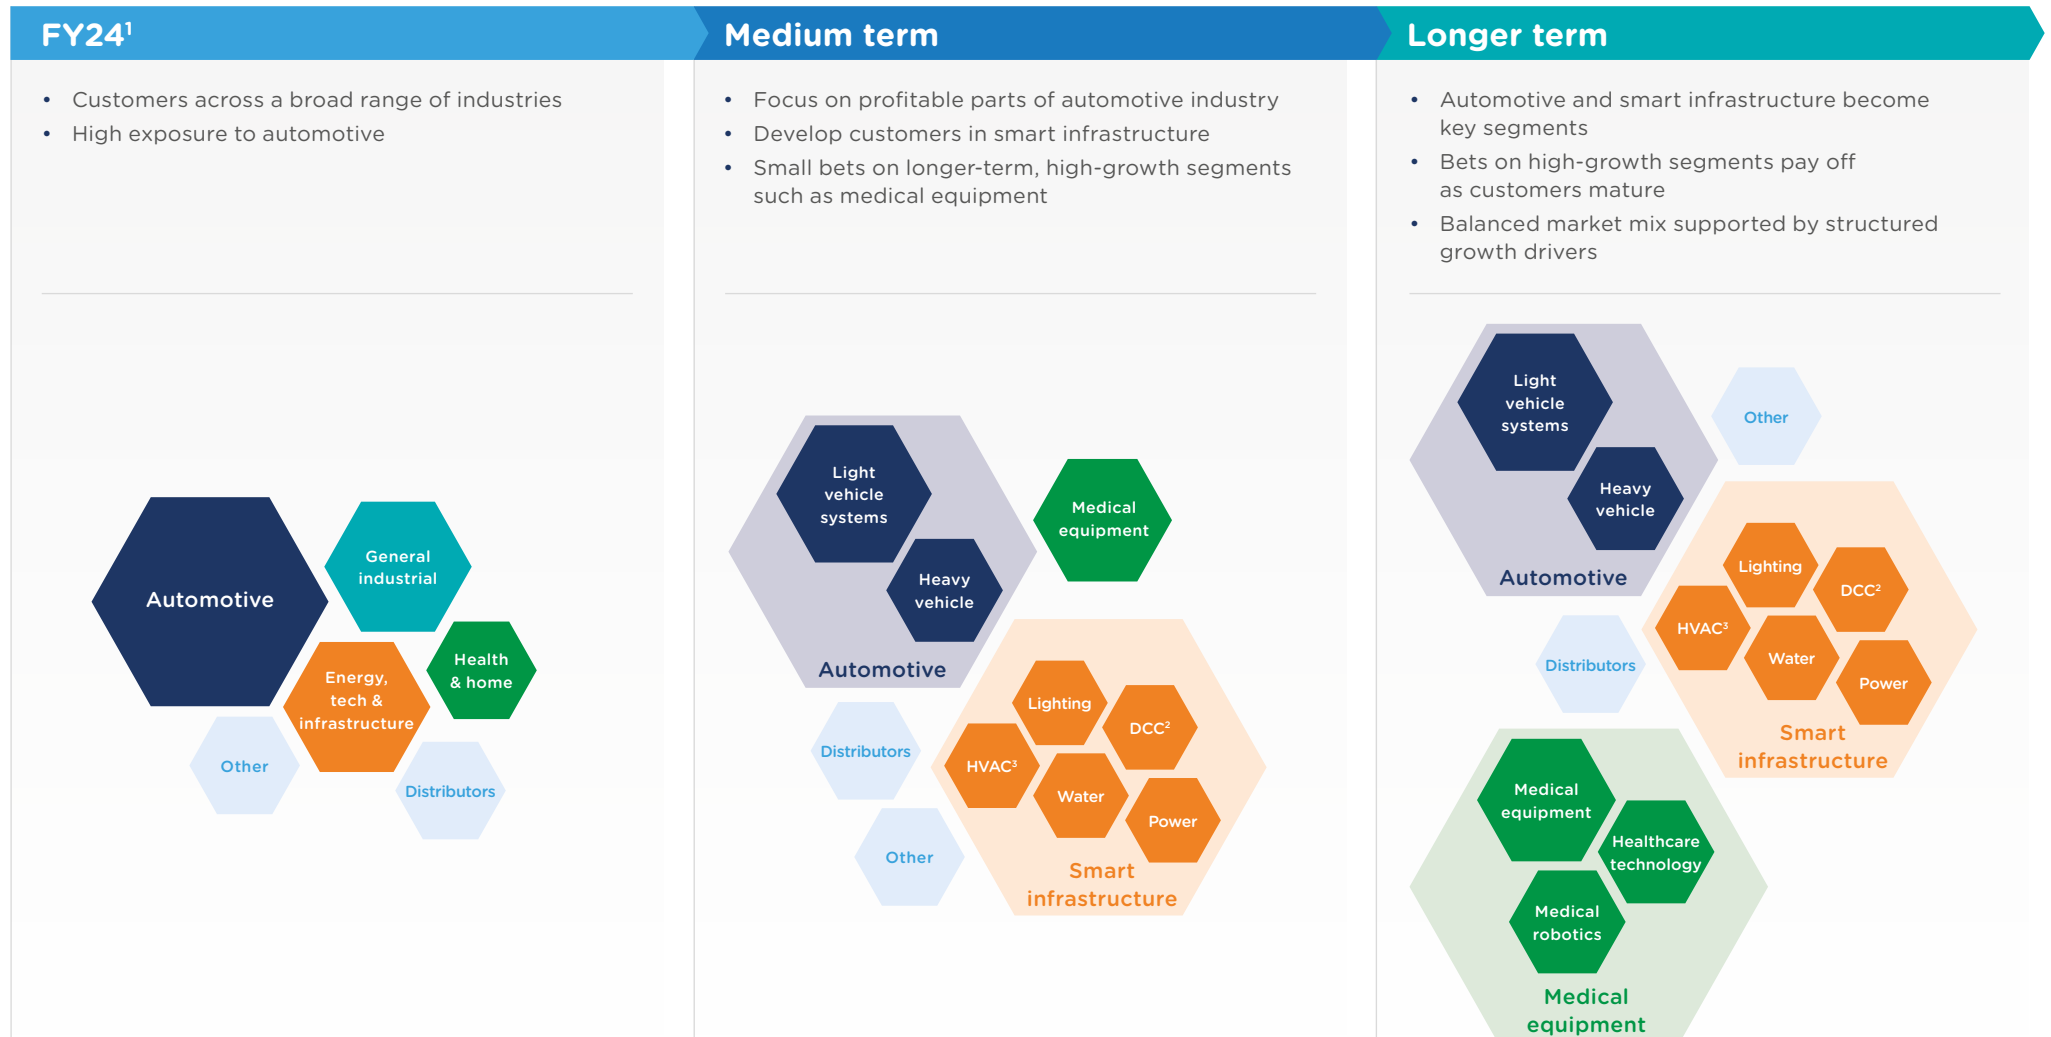 FY24¹
• Customers across a broad range of industries
• High exposure to automotive
Automotive
General
industrial
Health
& home
Energy,
tech &
infrastructure
Other
Distributors
Medium term
• Focus on profitable parts of automotive industry
• Develop customers in smart infrastructure
• Small bets on longer-term, high-growth segments
such as medical equipment
Light
vehicle
systems
Heavy
vehicle
Automotive
Medical
equipment
Distributors
Other
Lighting
DCC²
HVAC³
Water
Power
Smart
infrastructure
Longer term
• Automotive and smart infrastructure become
key segments
• Bets on high-growth segments pay off
as customers mature
• Balanced market mix supported by structured
growth drivers
Light
vehicle
systems
Heavy
vehicle
Automotive
Other
Lighting
DCC²
HVAC³
Water
Power
Smart
infrastructure
Distributors
Medical
equipment
Healthcare
technology
Medical
robotics
Medical
equipment